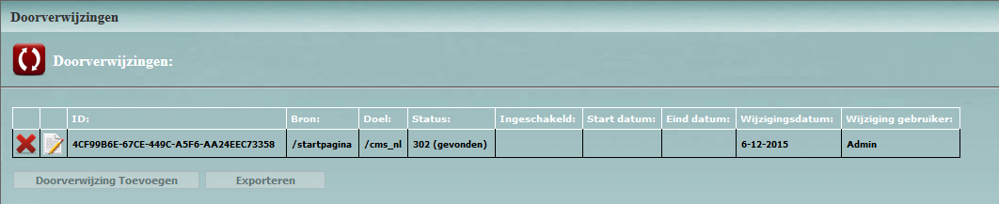 Doorverwijzingen
Doorverwijzingen:
ID: Bron: Doel: Status: Ingeschakeld: Start datum: Eind datum: Wijzigingsdatum: Wijziging gebruiker:
4CF99B6E-67CE-449C-A5F6-AA24EEC73358 /startpagina /cms_nl 302 (gevonden) 6-12-2015 Admin
Doorverwijzing Toevoegen Exporteren